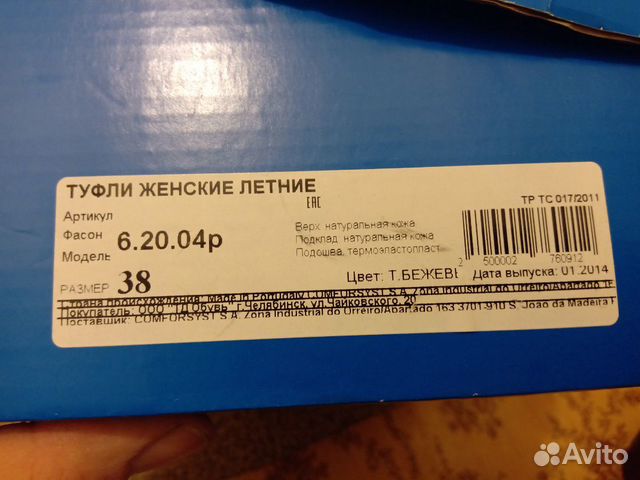 ТУФЛИ ЖЕНСКИЕ ЛЕТНИЕ
EAC
ТР ТС 017/2011
Артикул
Фасон 6.20.04р
Модель
Верх натуральная кожа
Подклад натуральная кожа
Подошва термоэластопласт
2 500002 760912
РАЗМЕР 38
Цвет: Т.БЕЖЕВЫ Дата выпуска: 01.2014
Страна происхождение: Made in Portugaly COMFORSYST S.A. Zona Industrial do Orreiro/Apartado
Покупатель: ООО "ТД Обувь" г.Челябинск, ул.Чайковского, 20
Поставщик: COMFORSYST S.A. Zona Industrial do Orreiro/Apartado 163 3701-910 S. Joao da Madeira
Avito